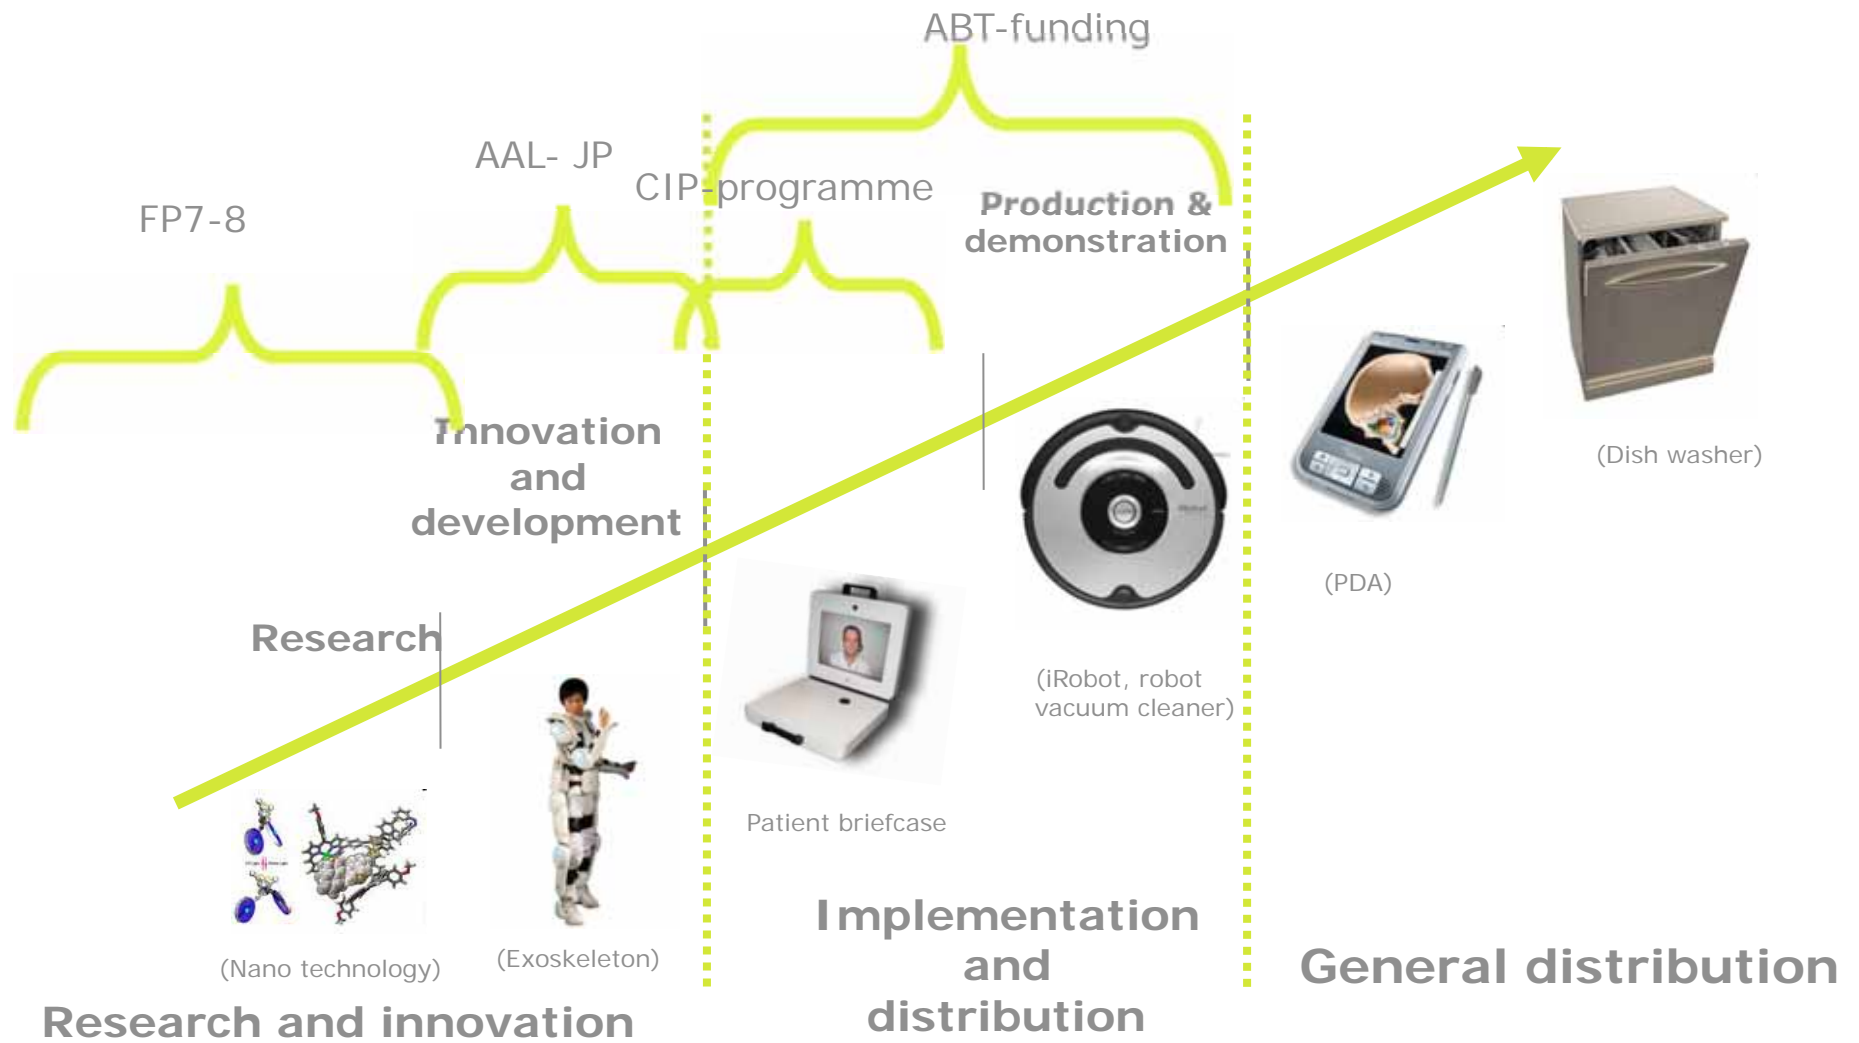 ABT-funding
AAL- JP
CIP-programme
FP7-8
Production &
demonstration
Innovation
and
development
(Dish washer)
(PDA)
Research
(iRobot, robot
vacuum cleaner)
Patient briefcase
(Nano technology)
(Exoskeleton)
Implementation
and
distribution
General distribution
Research and innovation